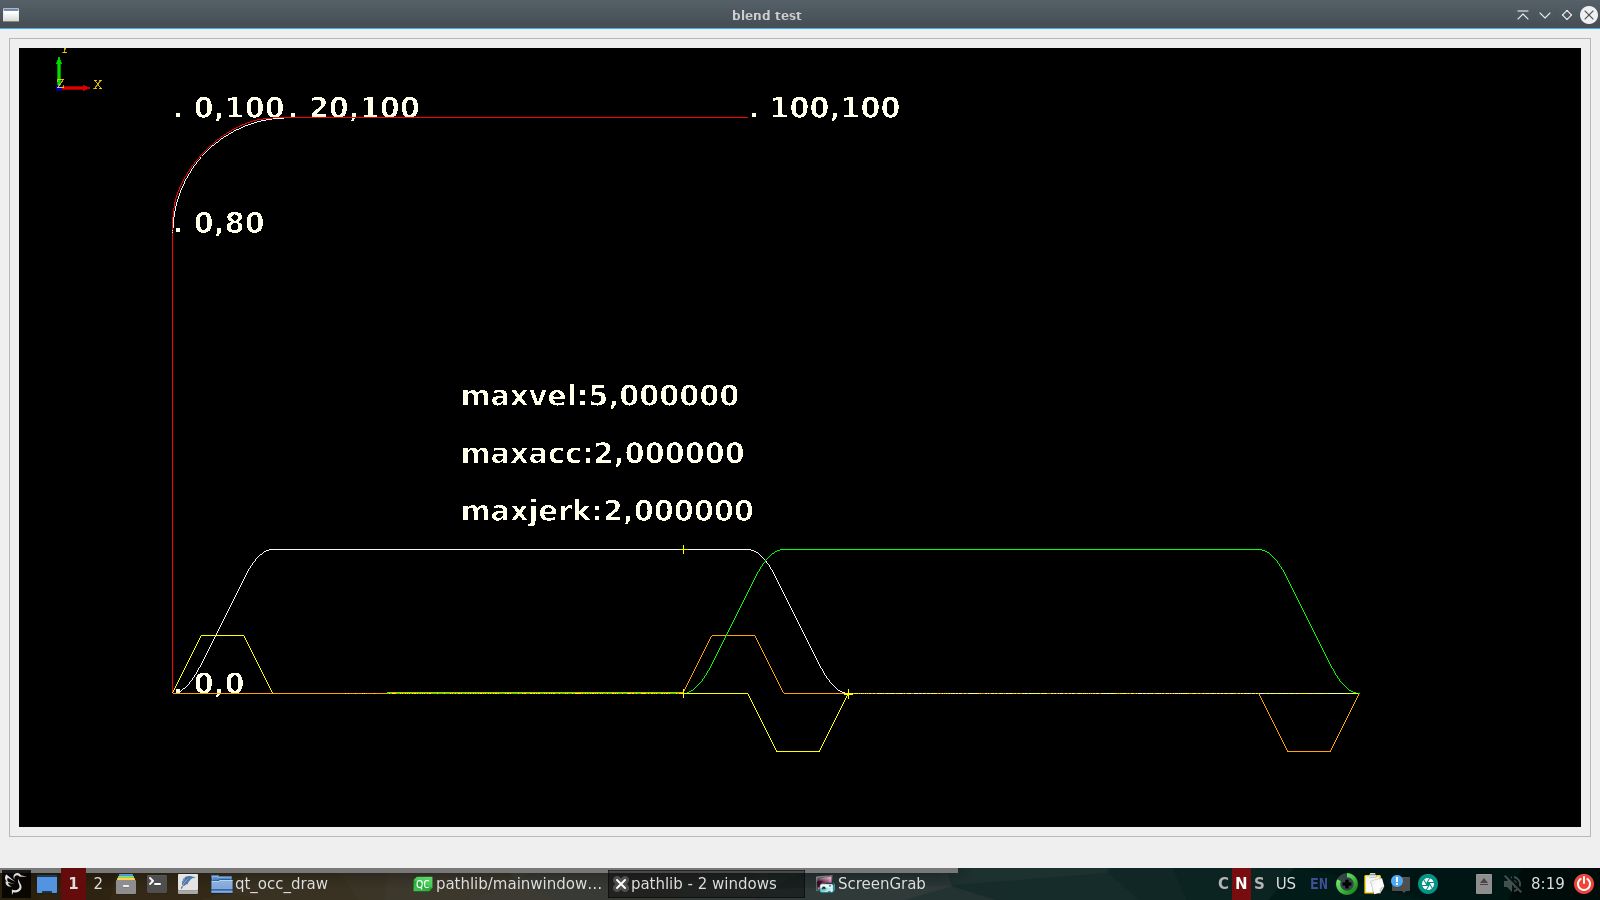 blend test
Y
Z X
. 0,100 . 20,100 . 100,100
. 0,80
maxvel:5,000000
maxacc:2,000000
maxjerk:2,000000
. 0,0
1 2 qt_occ_draw pathlib/mainwindow... pathlib - 2 windows ScreenGrab C N S US EN 8:19